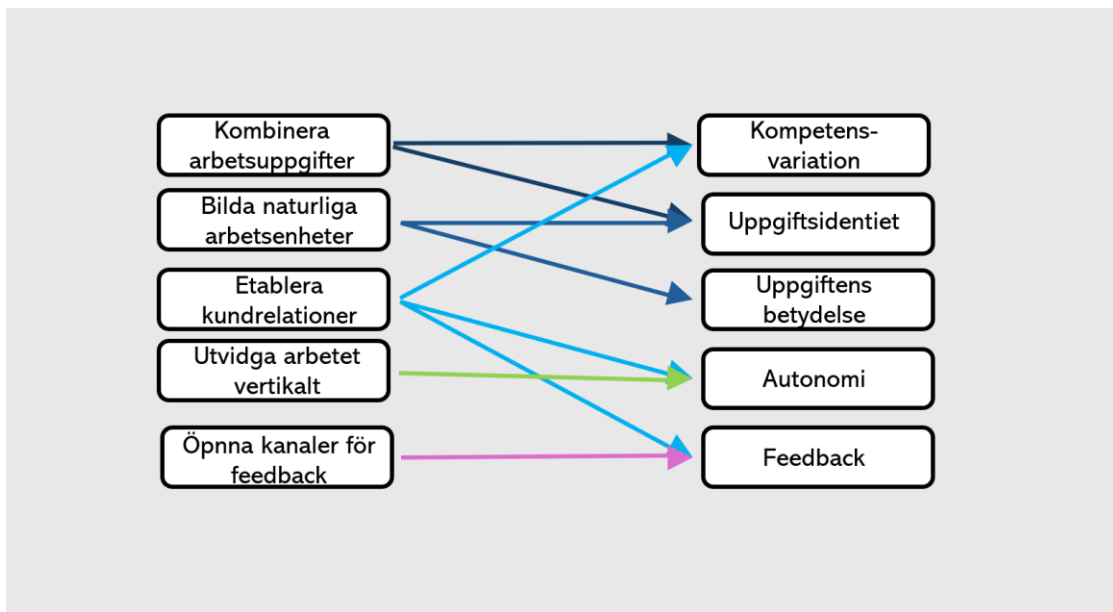 Kombinera
arbetsuppgifter
Bilda naturliga
arbetsenheter
Etablera
kundrelationer
Utvidga arbetet
vertikalt
Öpnna kanaler för
feedback
Kompetens-
variation
Uppgiftsidentiet
Uppgiftens
betydelse
Autonomi
Feedback